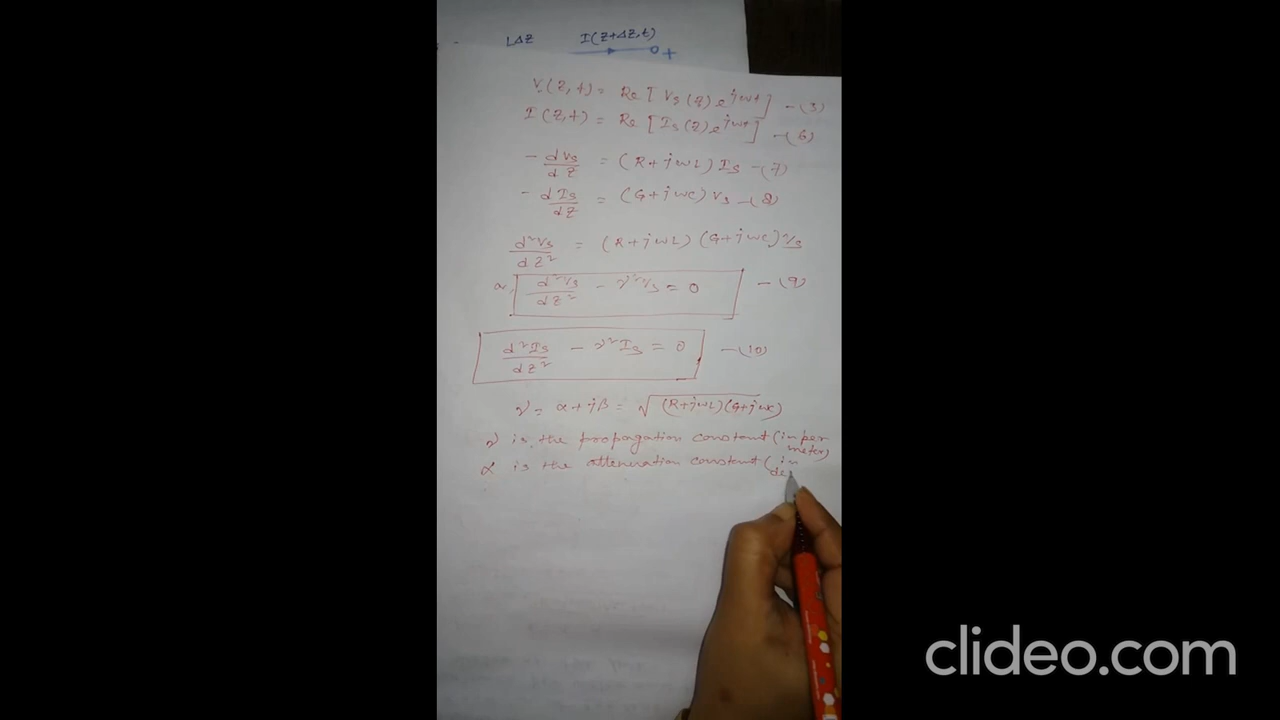 LΔZ I(Z+ΔZ,t)
+
V(Z,t) = Re [Vs(Z) e^jωt] —(5)
I(Z,t) = Re [Is(Z) e^jωt] —(6)
- dVs/dZ = (R+jωL) Is —(7)
- dIs/dZ = (G+jωC) Vs —(8)
d²Vs/dZ² = (R+jωL) (G+jωC) Vs
d²Vs/dZ² - γ²Vs = 0 —(9)
d²Is/dZ² - γ²Is = 0 —(10)
γ = α+jβ = √(R+jωL)(G+jωC)
γ is the propagation constant (in per
meter)
α is the atteneration constant (in
de
clideo.com